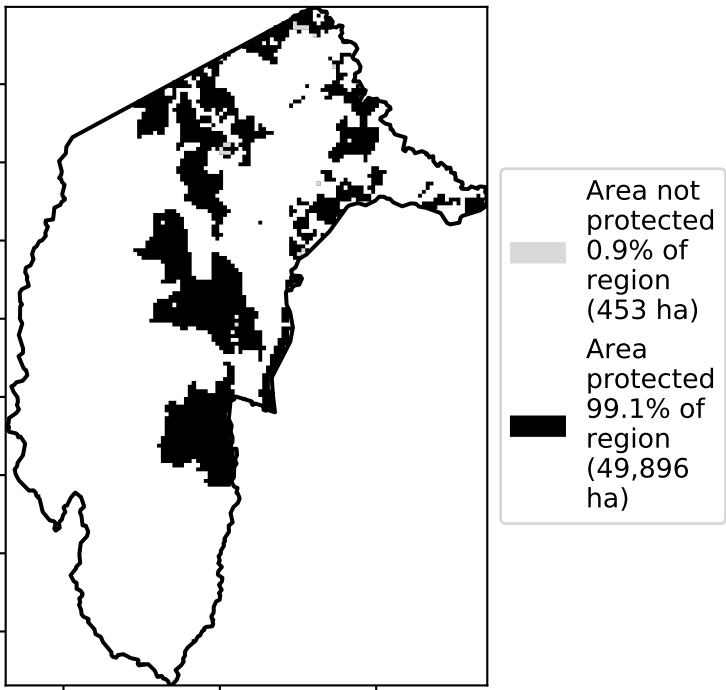 Area not
protected
0.9% of
region
(453 ha)
Area
protected
99.1% of
region
(49,896
ha)